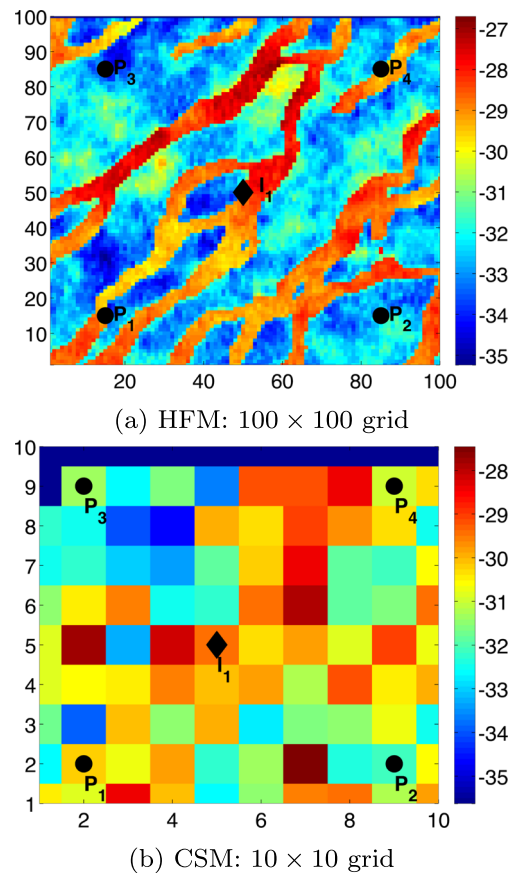 100
90
80
70
60
50
40
30
20
10
P3
P4
I1
P1
P2
20 40 60 80 100
-27
-28
-29
-30
-31
-32
-33
-34
-35
(a) HFM: 100 × 100 grid
10
9
8
7
6
5
4
3
2
1
P3
P4
I1
P1
P2
2 4 6 8 10
-28
-29
-30
-31
-32
-33
-34
-35
(b) CSM: 10 × 10 grid